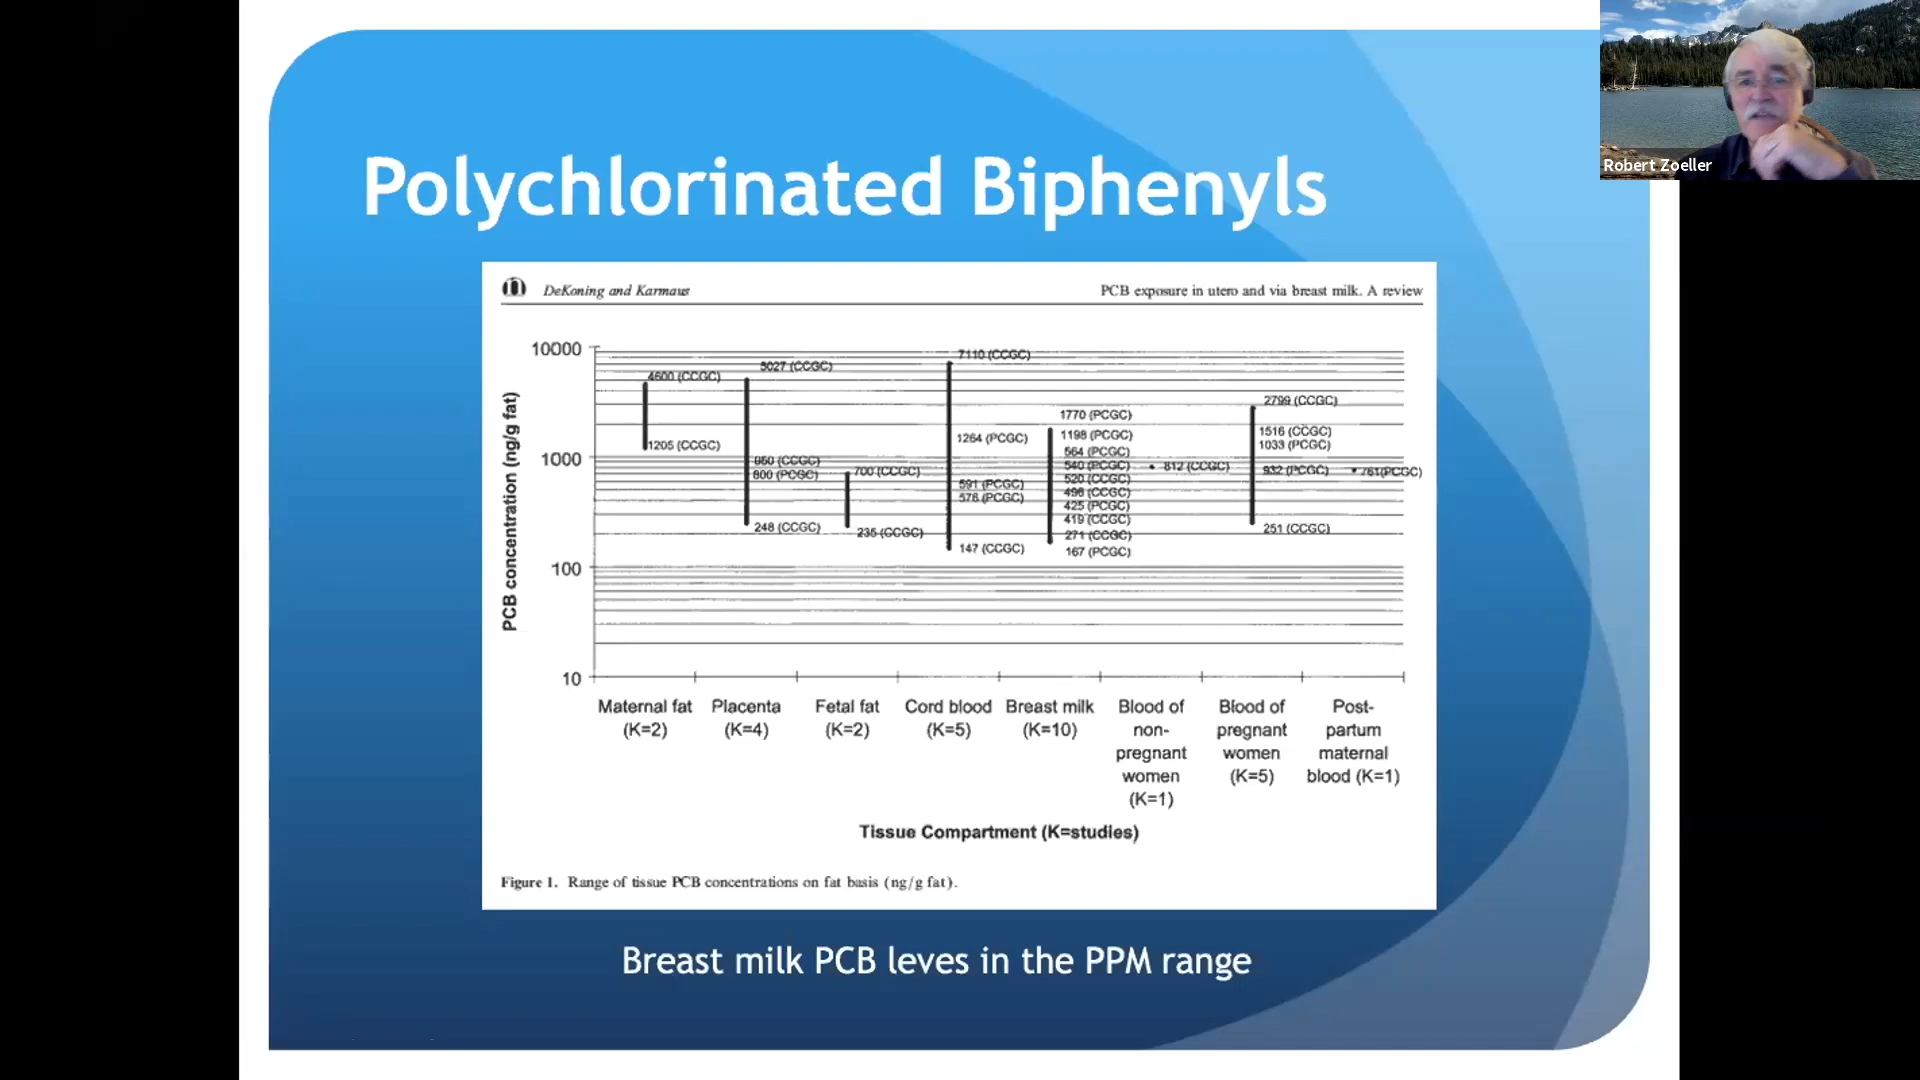 Robert Zoeller
Polychlorinated Biphenyls
DeKoning and Karmaus
PCB exposure in utero and via breast milk. A review
PCB concentration (ng/g fat)
10000
1000
100
10
4600 (CCGC)
1205 (CCGC)
5027 (CCGC)
800 (PCGC)
248 (CCGC)
700 (CCGC)
235 (CCGC)
7110 (CCGC)
1264 (PCGC)
591 (PCGC)
576 (PCGC)
147 (CCGC)
1770 (PCGC)
1198 (PCGC)
564 (PCGC)
540 (PCGC)
520 (CCGC)
496 (CCGC)
425 (PCGC)
419 (CCGC)
271 (CCGC)
167 (PCGC)
812 (CCGC)
2799 (CCGC)
1516 (CCGC)
1033 (PCGC)
932 (PCGC)
251 (CCGC)
761(PCGC)
Maternal fat
(K=2)
Placenta
(K=4)
Fetal fat
(K=2)
Cord blood
(K=5)
Breast milk
(K=10)
Blood of
non-
pregnant
women
(K=1)
Blood of
pregnant
women
(K=5)
Post-
partum
maternal
blood (K=1)
Tissue Compartment (K=studies)
Figure 1. Range of tissue PCB concentrations on fat basis (ng/g fat).
Breast milk PCB leves in the PPM range